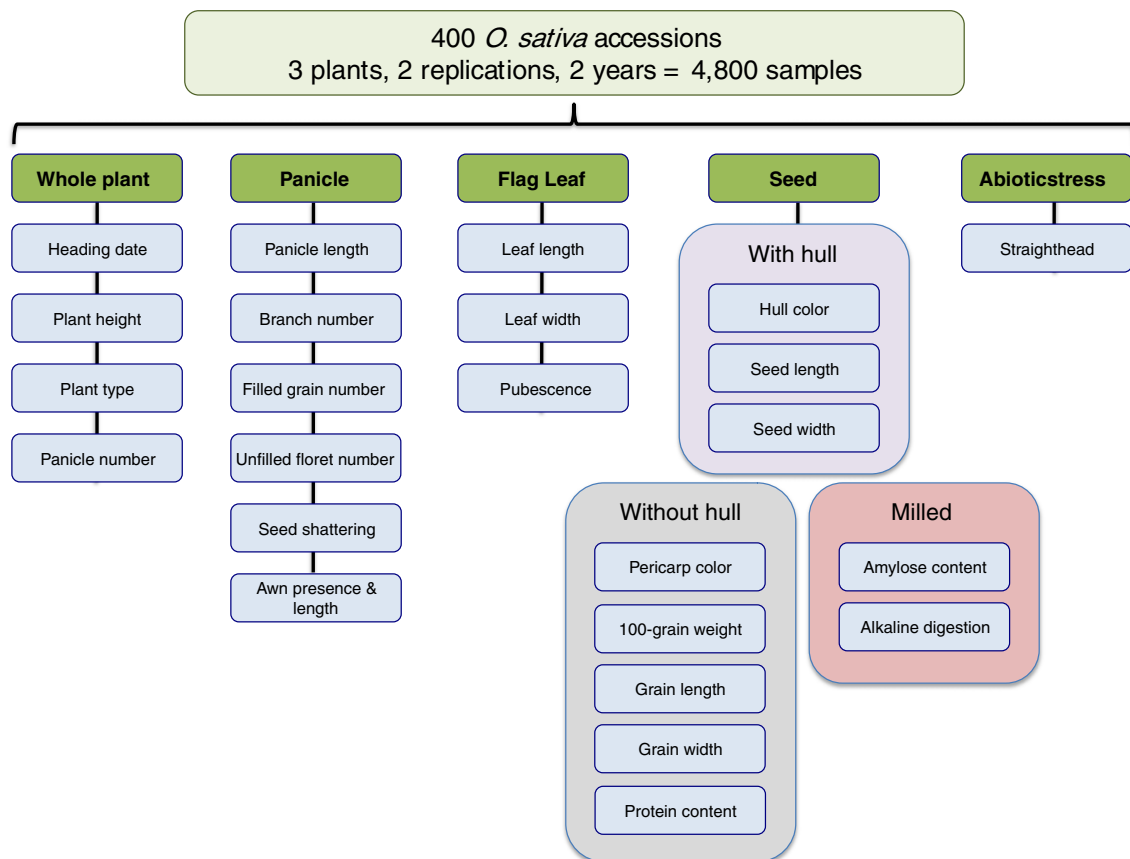 400 O. sativa accessions
3 plants, 2 replications, 2 years = 4,800 samples
Whole plant
Heading date
Plant height
Plant type
Panicle number
Panicle
Panicle length
Branch number
Filled grain number
Unfilled floret number
Seed shattering
Awn presence &
length
Flag Leaf
Leaf length
Leaf width
Pubescence
Seed
With hull
Hull color
Seed length
Seed width
Without hull
Pericarp color
100-grain weight
Grain length
Grain width
Protein content
Milled
Amylose content
Alkaline digestion
Abioticstress
Straighthead